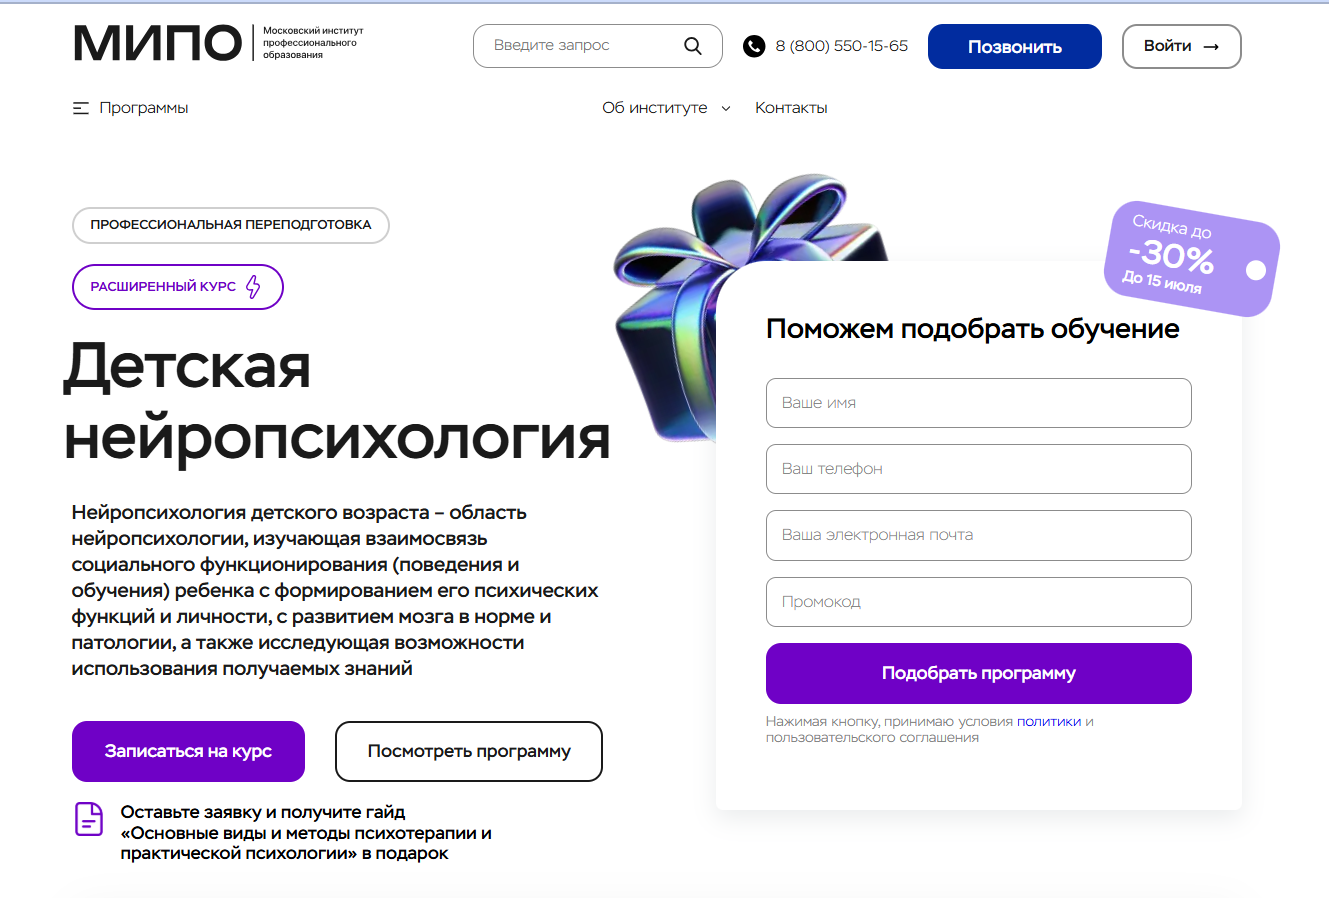 МИПО
Московский институт
профессионального
образования
Введите запрос
8 (800) 550-15-65
Позвонить
Войти →
Программы
Об институте
Контакты
ПРОФЕССИОНАЛЬНАЯ ПЕРЕПОДГОТОВКА
РАСШИРЕННЫЙ КУРС
Детская
нейропсихология
Нейропсихология детского возраста – область
нейропсихологии, изучающая взаимосвязь
социального функционирования (поведения и
обучения) ребенка с формированием его психических
функций и личности, с развитием мозга в норме и
патологии, а также исследующая возможности
использования получаемых знаний
Записаться на курс
Посмотреть программу
Оставьте заявку и получите гайд
«Основные виды и методы психотерапии и
практической психологии» в подарок
Скидка до
-30%
До 15 июля
Поможем подобрать обучение
Ваше имя
Ваш телефон
Ваша электронная почта
Промокод
Подобрать программу
Нажимая кнопку, принимаю условия политики и
пользовательского соглашения